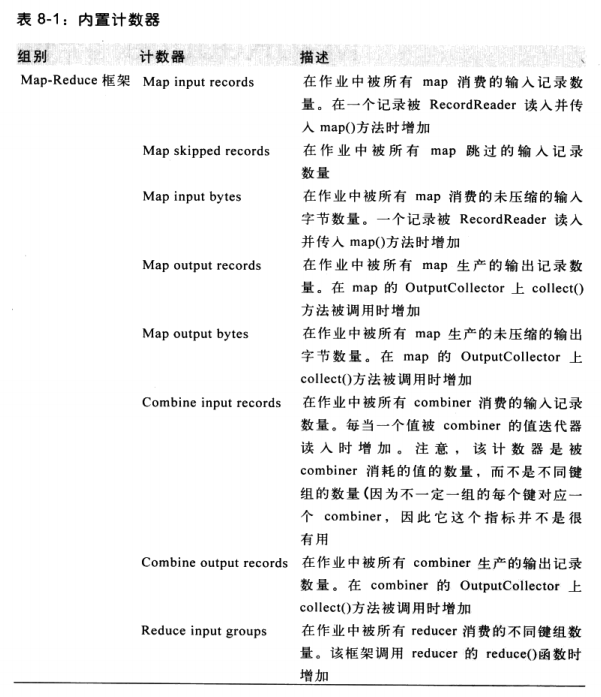 表 8-1：内置计数器
组别 计数器 描述
Map-Reduce 框架 Map input records 在作业中被所有 map 消费的输入记录数
量。在一个记录被 RecordReader 读入并传
入 map()方法时增加
Map skipped records 在作业中被所有 map 跳过的输入记录
数量
Map input bytes 在作业中被所有 map 消费的未压缩的输入
字节数量。一个记录被 RecordReader 读入
并传入 map()方法时增加
Map output records 在作业中被所有 map 生产的输出记录数
量。在 map 的 OutputCollector 上 collect()
方法被调用时增加
Map output bytes 在作业中被所有 map 生产的未压缩的输出
字节数量。在 map 的 OutputCollector 上
collect()方法被调用时增加
Combine input records 在作业中被所有 combiner 消费的输入记录
数量。每当一个值被 combiner 的值迭代器
读入时增加。注意，该计数器是被
combiner 消耗的值的数量，而不是不同键
组的数量(因为不一定一组的每个键对应一
个 combiner，因此它这个指标并不是很
有用
Combine output records 在作业中被所有 combiner 生产的输出记录
数量。在 combiner 的 OutputCollector 上
collect()方法被调用时增加
Reduce input groups 在作业中被所有 reducer 消费的不同键组数
量。该框架调用 reducer 的 reduce()函数时
增加